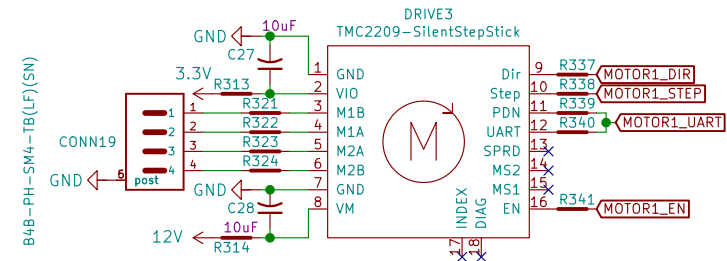 DRIVE3
TMC2209-SilentStepStick
10uF
GND
C27
3.3V
R313
1 GND
2 VIO
3 M1B
4 M1A
5 M2A
6 M2B
7 GND
8 VM
R321
R322
R323
R324
CONN19
B4B-PH-SM4-TB(LF)(SN)
1 1
2 2
3 3
4 4
6
post
GND
GND
C28
10uF
12V
R314
M
Dir 9 R337 MOTOR1_DIR
Step 10 R338 MOTOR1_STEP
PDN 11 R339
UART 12 R340
MOTOR1_UART
SPRD 13
MS2 14
MS1 15
EN 16 R341 MOTOR1_EN
INDEX 17
DIAG 18